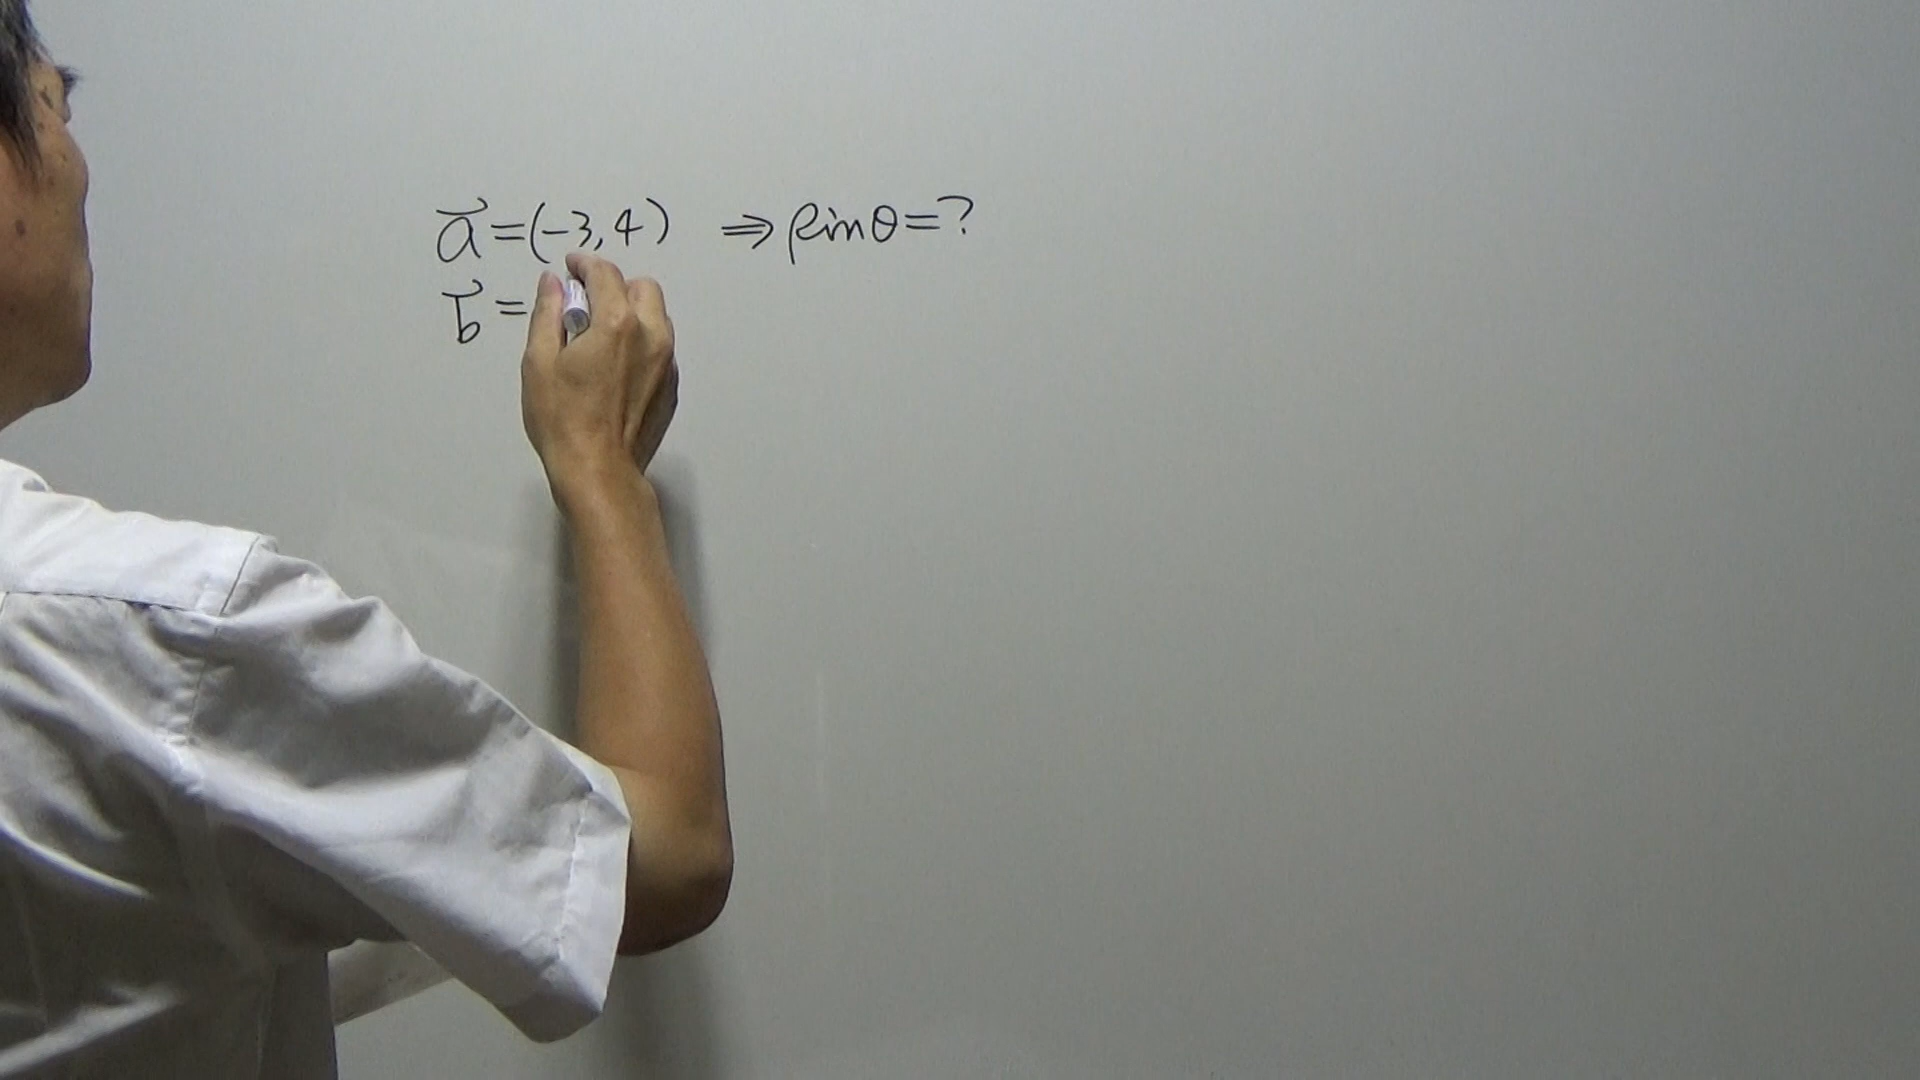 a⃗ = (-3, 4) ⇒ sinθ = ?
b⃗ =